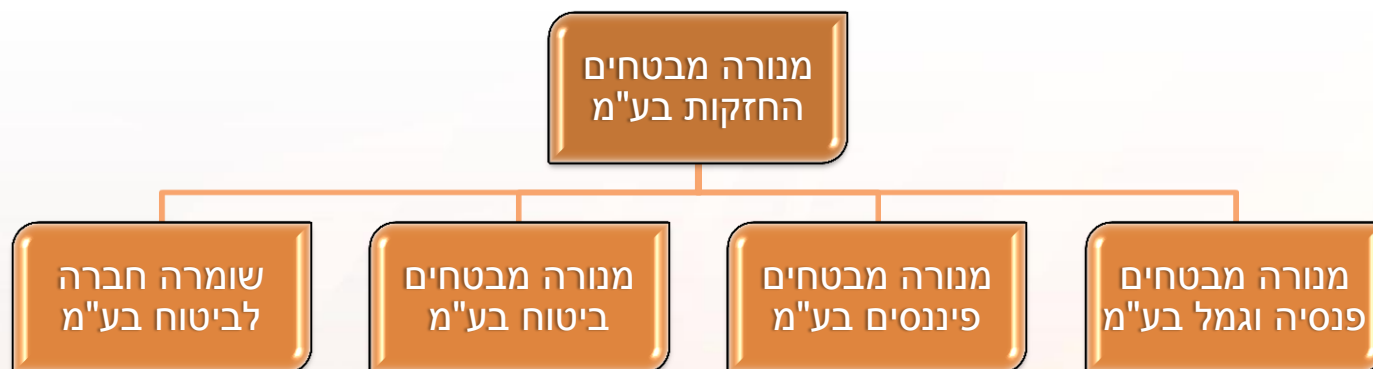 מנורה מבטחים
החזקות בע"מ
מנורה מבטחים
פנסיה וגמל בע"מ
מנורה מבטחים
פיננסים בע"מ
מנורה מבטחים
ביטוח בע"מ
שומרה חברה
לביטוח בע"מ